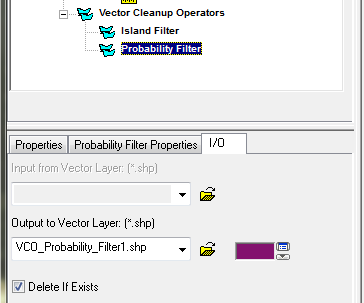 Vector Cleanup Operators
Island Filter
Probability Filter
Properties Probability Filter Properties I/O
Input from Vector Layer: (*.shp)
Output to Vector Layer: (*.shp)
VCO_Probability_Filter1.shp
Delete If Exists